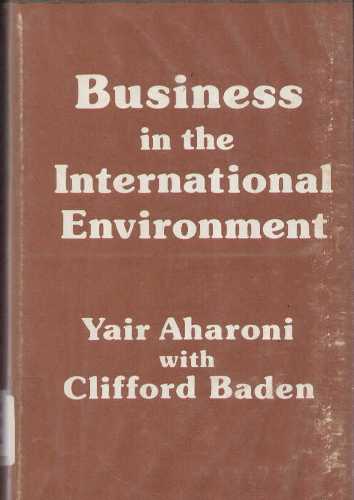 Business
in the
International
Environment
Yair Aharoni
with
Clifford Baden